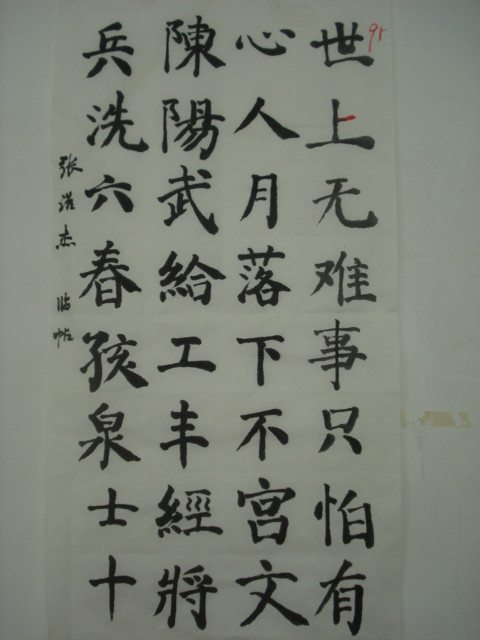 世上无难事只怕有
心人月落下不宫文
陳陽武給工丰經將
兵洗六春孩泉士十
张浩杰 临帖
95